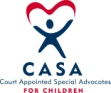 CASA
Court Appointed Special Advocates
FOR CHILDREN